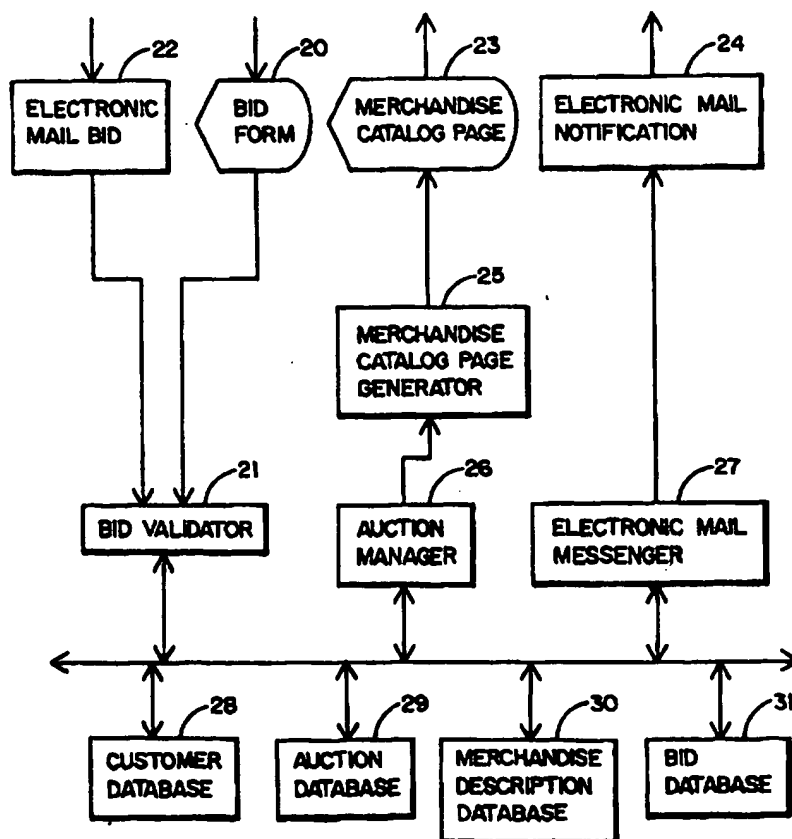 22
20
23
24
ELECTRONIC
MAIL BID
BID
FORM
MERCHANDISE
CATALOG PAGE
ELECTRONIC MAIL
NOTIFICATION
25
MERCHANDISE
CATALOG PAGE
GENERATOR
21
26
27
BID VALIDATOR
AUCTION
MANAGER
ELECTRONIC MAIL
MESSENGER
28
29
30
31
CUSTOMER
DATABASE
AUCTION
DATABASE
MERCHANDISE
DESCRIPTION
DATABASE
BID
DATABASE